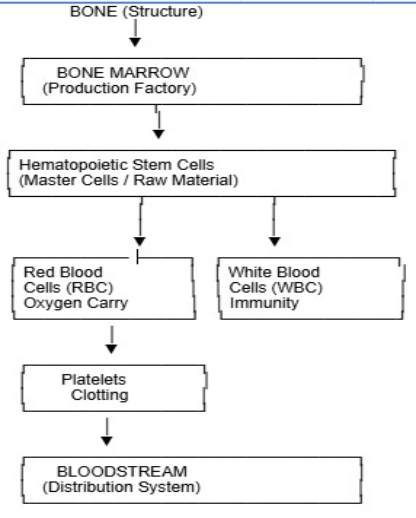 BONE (Structure)
BONE MARROW
(Production Factory)
Hematopoietic Stem Cells
(Master Cells / Raw Material)
Red Blood
Cells (RBC)
Oxygen Carry
White Blood
Cells (WBC)
Immunity
Platelets
Clotting
BLOODSTREAM
(Distribution System)